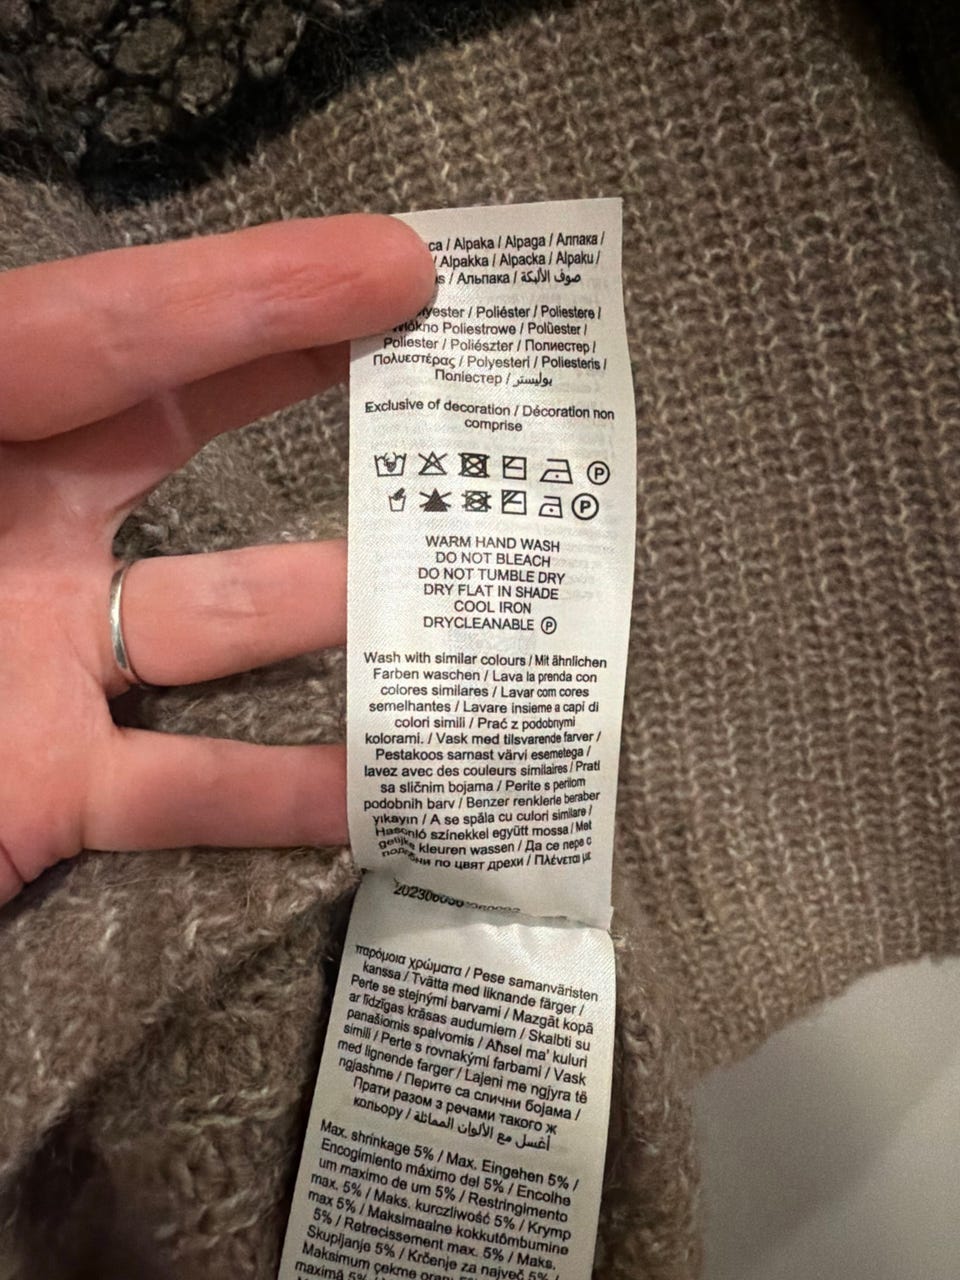 ca / Alpaka / Alpaga / Алпака /
/ Alpakka / Alpacka / Alpaku /
s / Альпака / صوف الألبكة
lyester / Poliéster / Poliestere /
Włókno Poliestrowe / Polüester /
Poliester / Poliészter / Полиестер /
Πολυεστέρας / Polyesteri / Poliesteris /
Поліестер / بوليستر
Exclusive of decoration / Décoration non
comprise
P
P
WARM HAND WASH
DO NOT BLEACH
DO NOT TUMBLE DRY
DRY FLAT IN SHADE
COOL IRON
DRYCLEANABLE P
Wash with similar colours / Mit ähnlichen
Farben waschen / Lava la prenda con
colores similares / Lavar com cores
semelhantes / Lavare insieme a capi di
colori simili / Prać z podobnymi
kolorami. / Vask med tilsvarende farver /
Pestakoos samast värvi esemetega /
lavez avec des couleurs similaires / Prati
sa sličnim bojama / Perite s perilom
podobnih barv / Benzer renklerle beraber
yıkayın / A se spăla cu culori similare /
Hasonló színekkel együtt mossa / Met
gelijke kleuren wassen / Да се пере с
подобни по цвят дрехи / Πλένεται με
παρόμοια χρώματα / Pese samanväristen
kanssa / Tvätta med liknande färger /
Perte se stejnými barvami / Mazgāt kopā
ar līdzīgas krāsas audumiem / Skalbti su
panašiomis spalvomis / Aħsel ma' kuluri
simili / Perte s rovnakými farbami / Vask
med lignende farger / Lajeni me ngjyra të
ngjashme / Перите са слични бојама /
Прати разом з речами такого ж
кольору / أغسل مع الألوان المماثلة
Max. shrinkage 5% / Max. Eingehen 5% /
Encogimiento máximo del 5% / Encolhe
um maximo de um 5% / Restringimento
max. 5% / Maks. kurczliwość 5% / Krymp
max 5% / Maksimaalne kokkutõmbumine
5% / Retrecissement max. 5% / Maks.
Skupljanje 5% / Krčenje za največ 5% /
Maksimum çekme oranı
maximă 5%